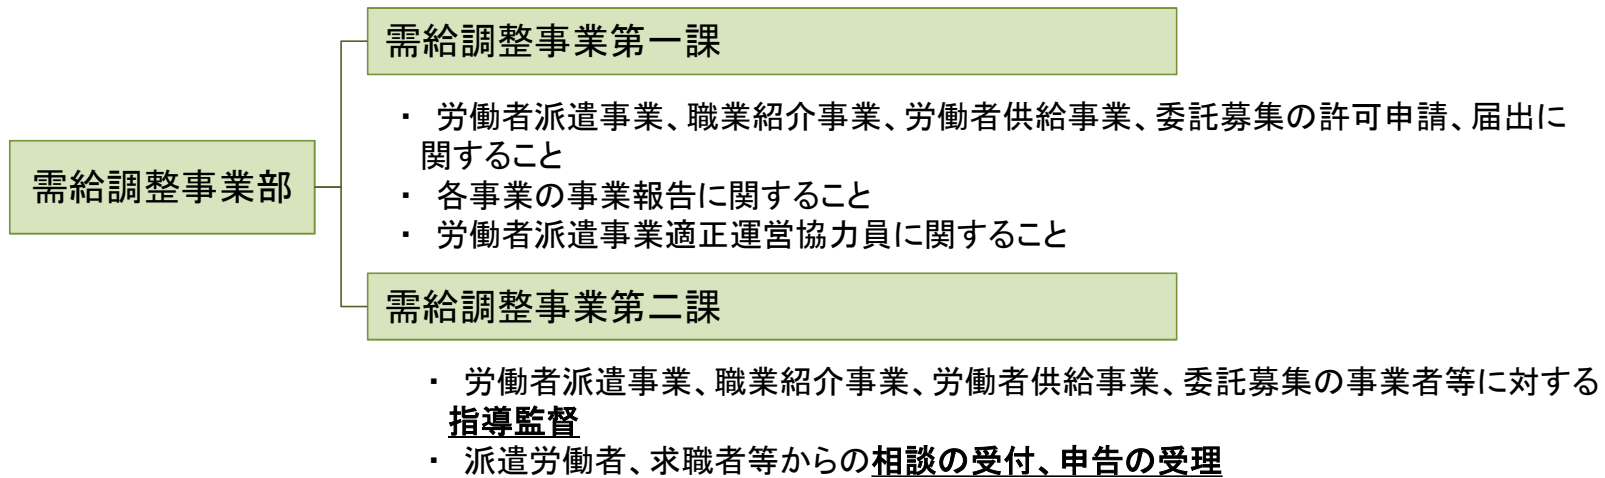 需給調整事業部
需給調整事業第一課
・ 労働者派遣事業、職業紹介事業、労働者供給事業、委託募集の許可申請、届出に
関すること
・ 各事業の事業報告に関すること
・ 労働者派遣事業適正運営協力員に関すること
需給調整事業第二課
・ 労働者派遣事業、職業紹介事業、労働者供給事業、委託募集の事業者等に対する
指導監督
・ 派遣労働者、求職者等からの相談の受付、申告の受理